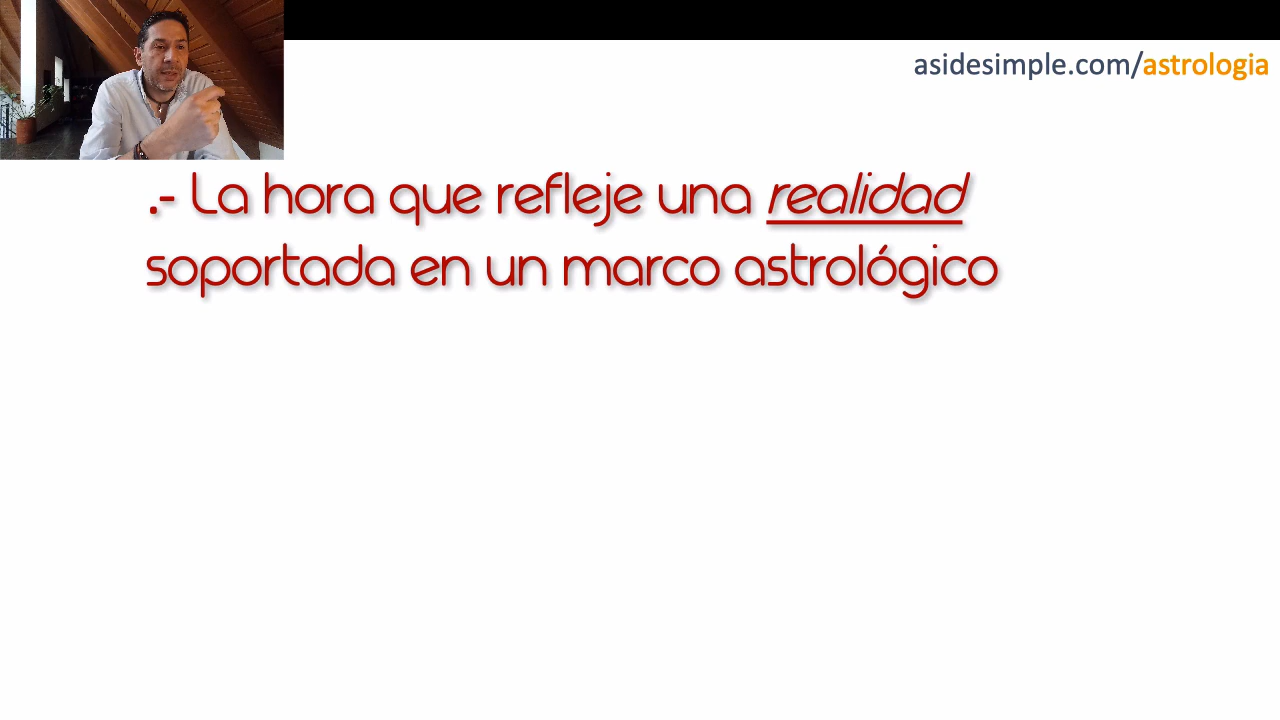 asidesimple.com/astrologia
.- La hora que refleje una realidad
soportada en un marco astrológico